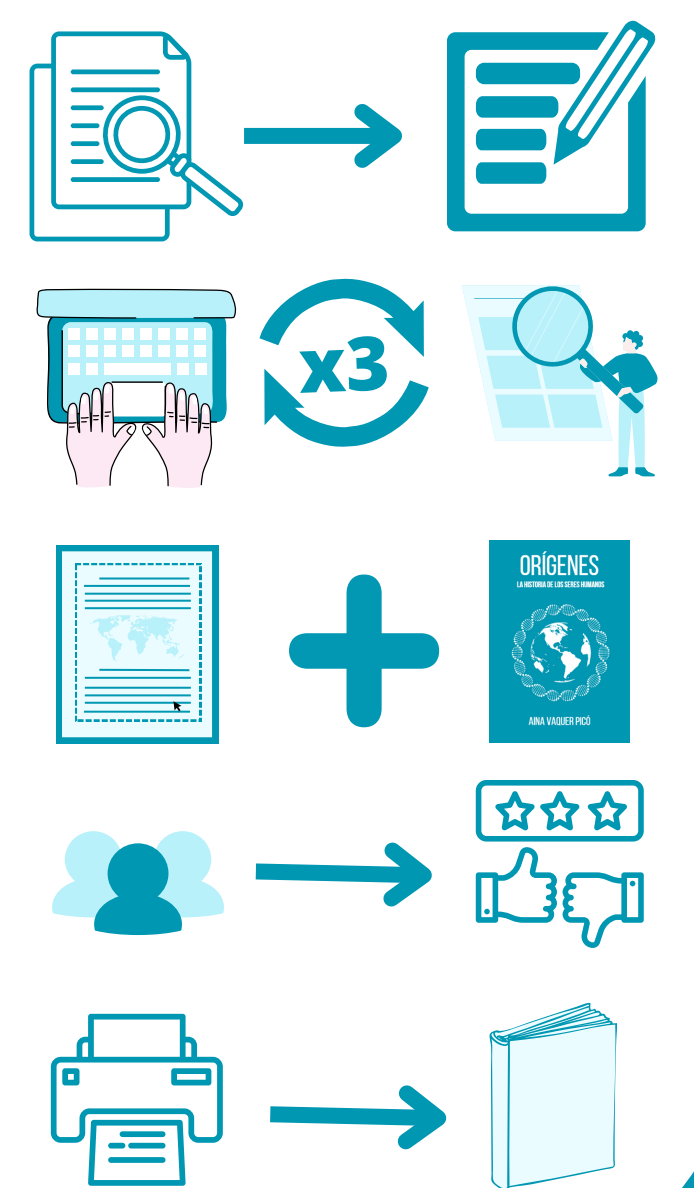 x3
ORÍGENES
LA HISTORIA DE LOS SERES HUMANOS
AINA VAQUER PICÓ